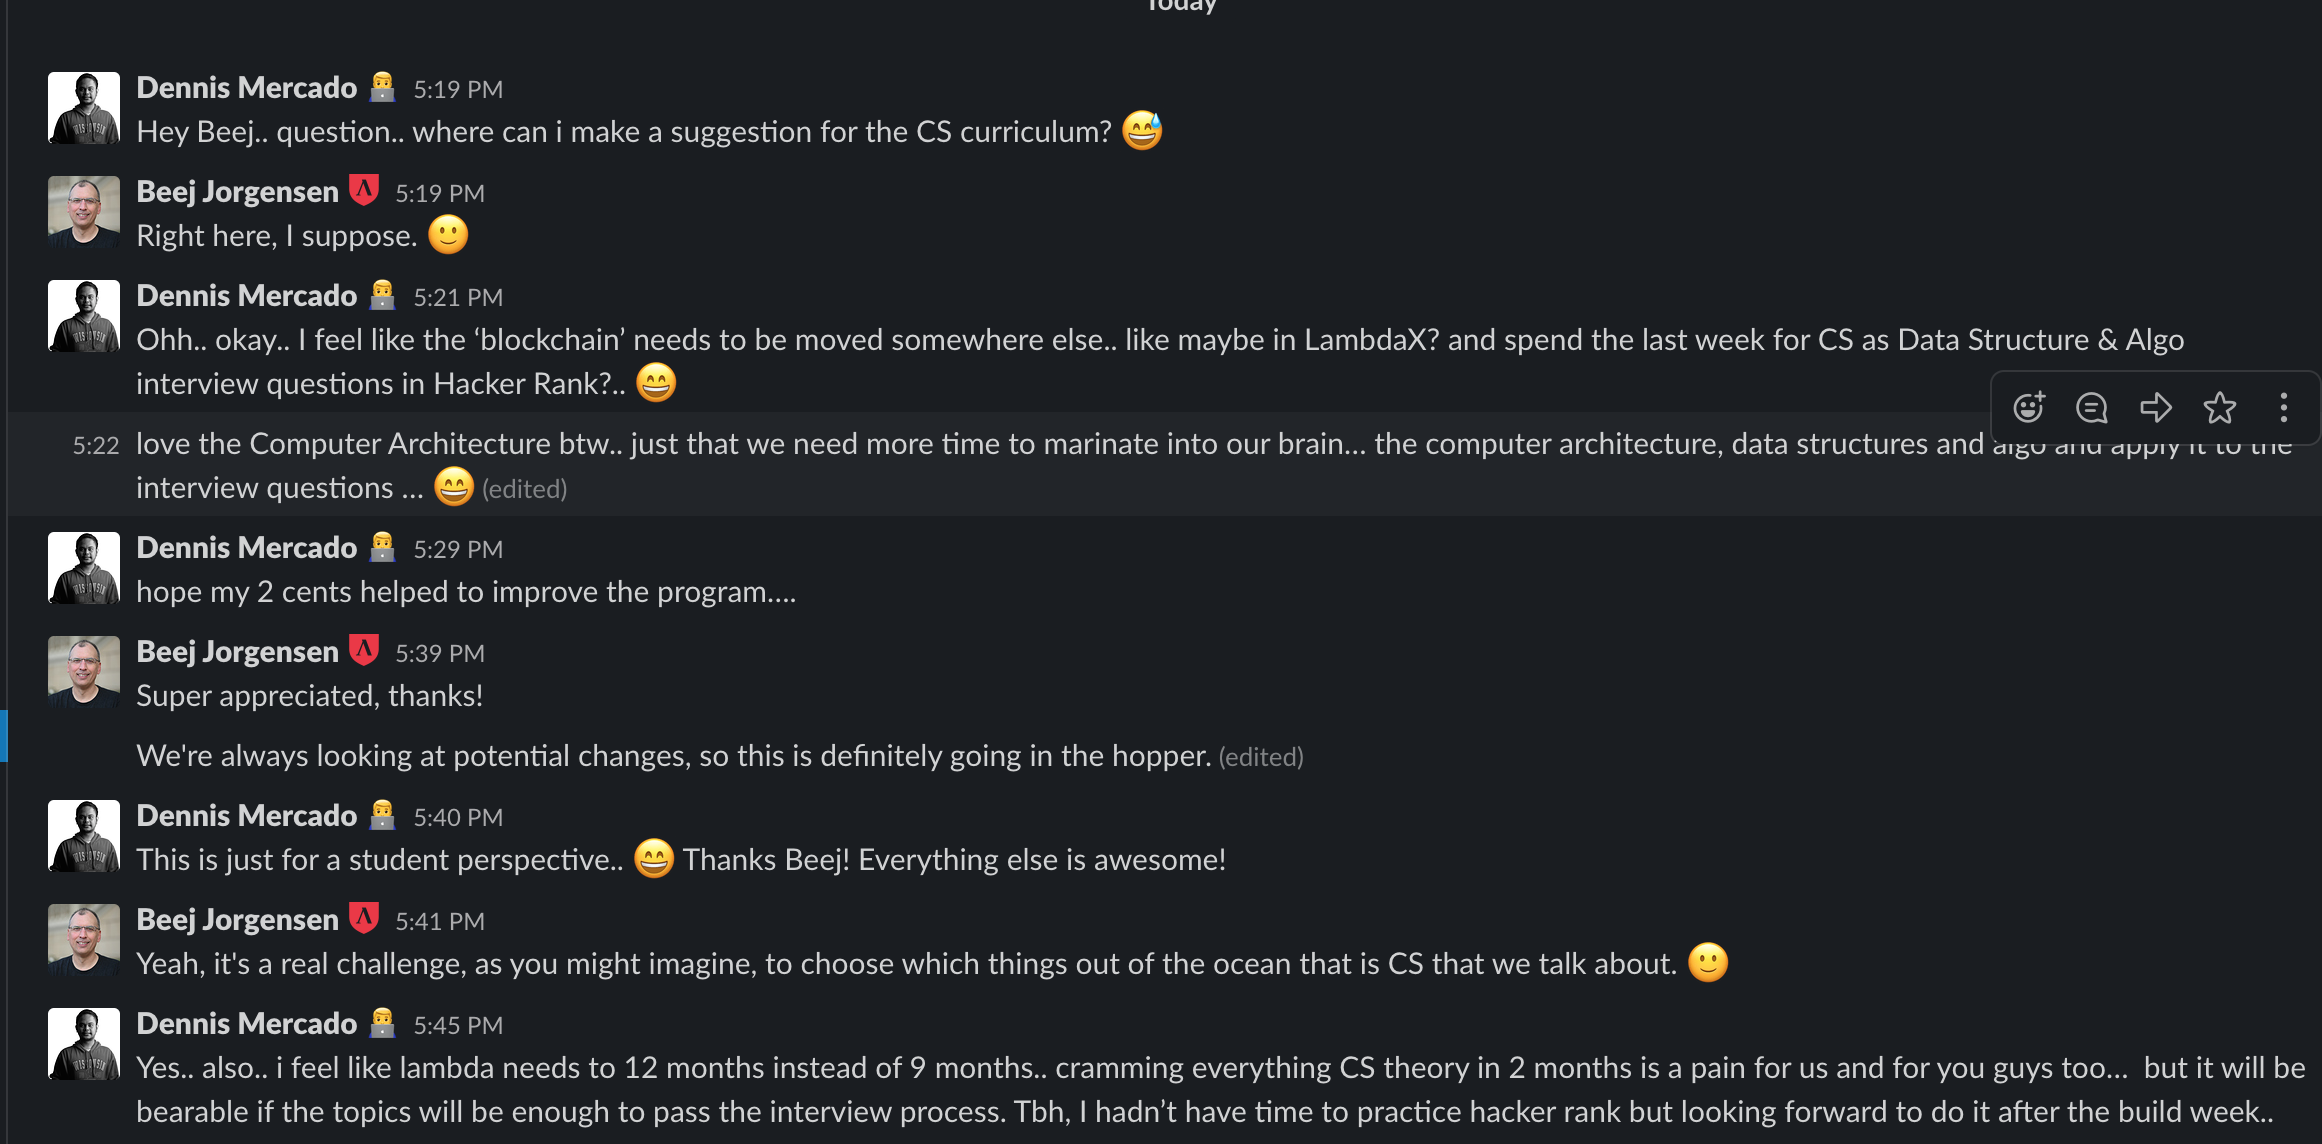 Today
Dennis Mercado 5:19 PM
Hey Beej.. question.. where can i make a suggestion for the CS curriculum?
Beej Jorgensen 5:19 PM
Right here, I suppose.
Dennis Mercado 5:21 PM
Ohh.. okay.. I feel like the ‘blockchain’ needs to be moved somewhere else.. like maybe in LambdaX? and spend the last week for CS as Data Structure & Algo
interview questions in Hacker Rank?..
5:22 love the Computer Architecture btw.. just that we need more time to marinate into our brain... the computer architecture, data structures and algo and apply it to the
interview questions ... (edited)
Dennis Mercado 5:29 PM
hope my 2 cents helped to improve the program....
Beej Jorgensen 5:39 PM
Super appreciated, thanks!
We're always looking at potential changes, so this is definitely going in the hopper. (edited)
Dennis Mercado 5:40 PM
This is just for a student perspective.. Thanks Beej! Everything else is awesome!
Beej Jorgensen 5:41 PM
Yeah, it's a real challenge, as you might imagine, to choose which things out of the ocean that is CS that we talk about.
Dennis Mercado 5:45 PM
Yes.. also.. i feel like lambda needs to 12 months instead of 9 months.. cramming everything CS theory in 2 months is a pain for us and for you guys too... but it will be
bearable if the topics will be enough to pass the interview process. Tbh, I hadn’t have time to practice hacker rank but looking forward to do it after the build week..